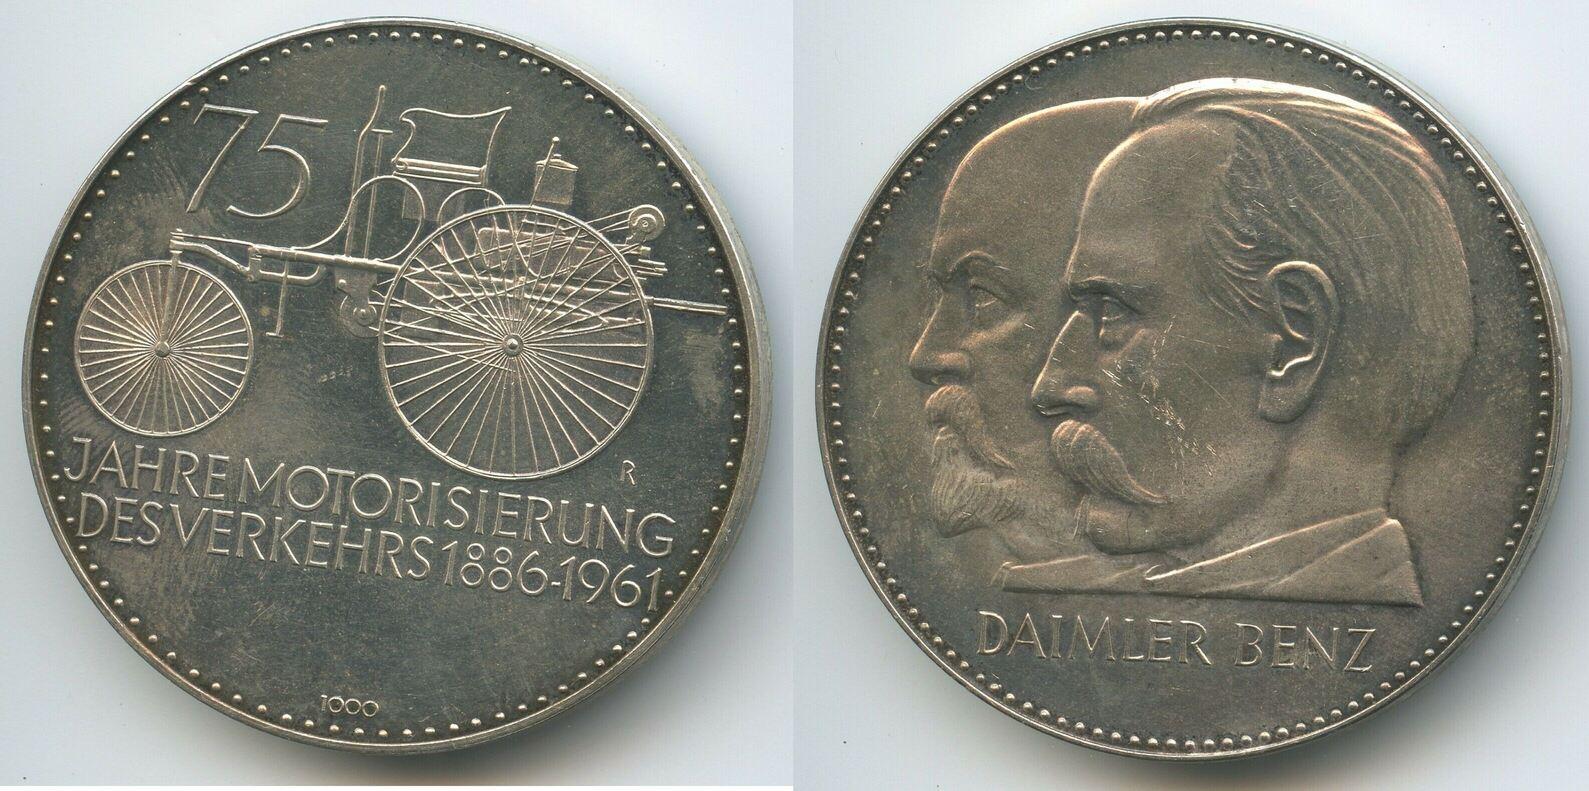 75
R
JAHRE MOTORISIERUNG
DES VERKEHRS 1886-1961
1000
DAIMLER BENZ